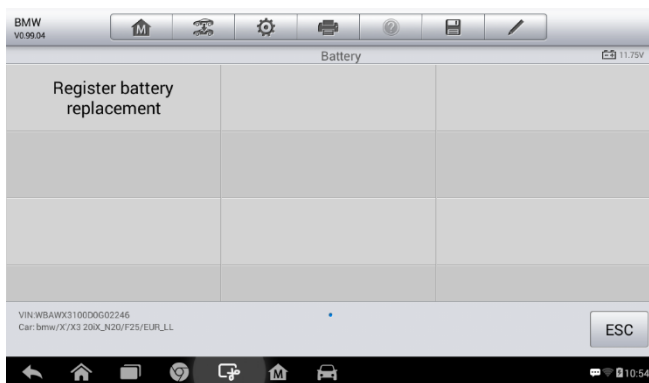 BMW
V0.99.04
Battery
11.75V
Register battery
replacement
VIN:WBAWX3100D0G02246
Car: bmw/X'/X3 20iX_N20/F25/EUR_LL
ESC
10:54